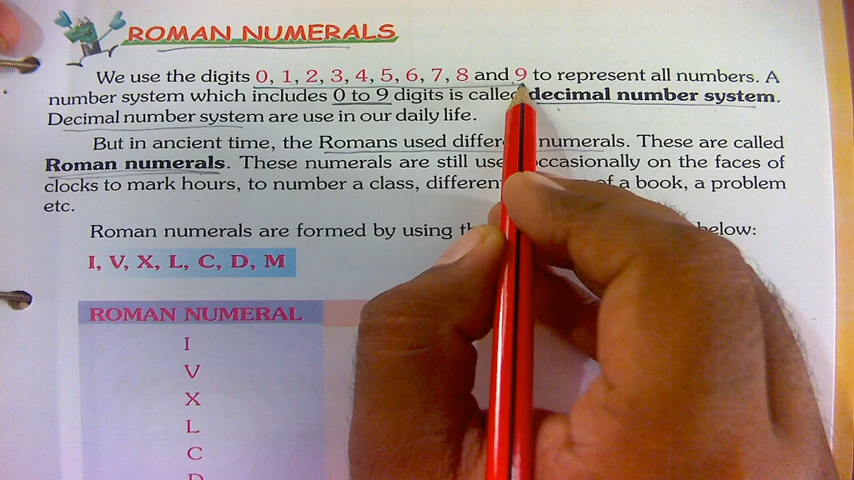 ROMAN NUMERALS
We use the digits 0, 1, 2, 3, 4, 5, 6, 7, 8 and 9 to represent all numbers. A
number system which includes 0 to 9 digits is called decimal number system.
Decimal number system are use in our daily life.
But in ancient time, the Romans used numerals. These are called
Roman numerals. These numerals are still occasionally on the faces of
clocks to mark hours, to number a class, of a book, a problem
etc.
Roman numerals are formed by using below:
I, V, X, L, C, D, M
ROMAN NUMERAL
I
V
X
L
C
D